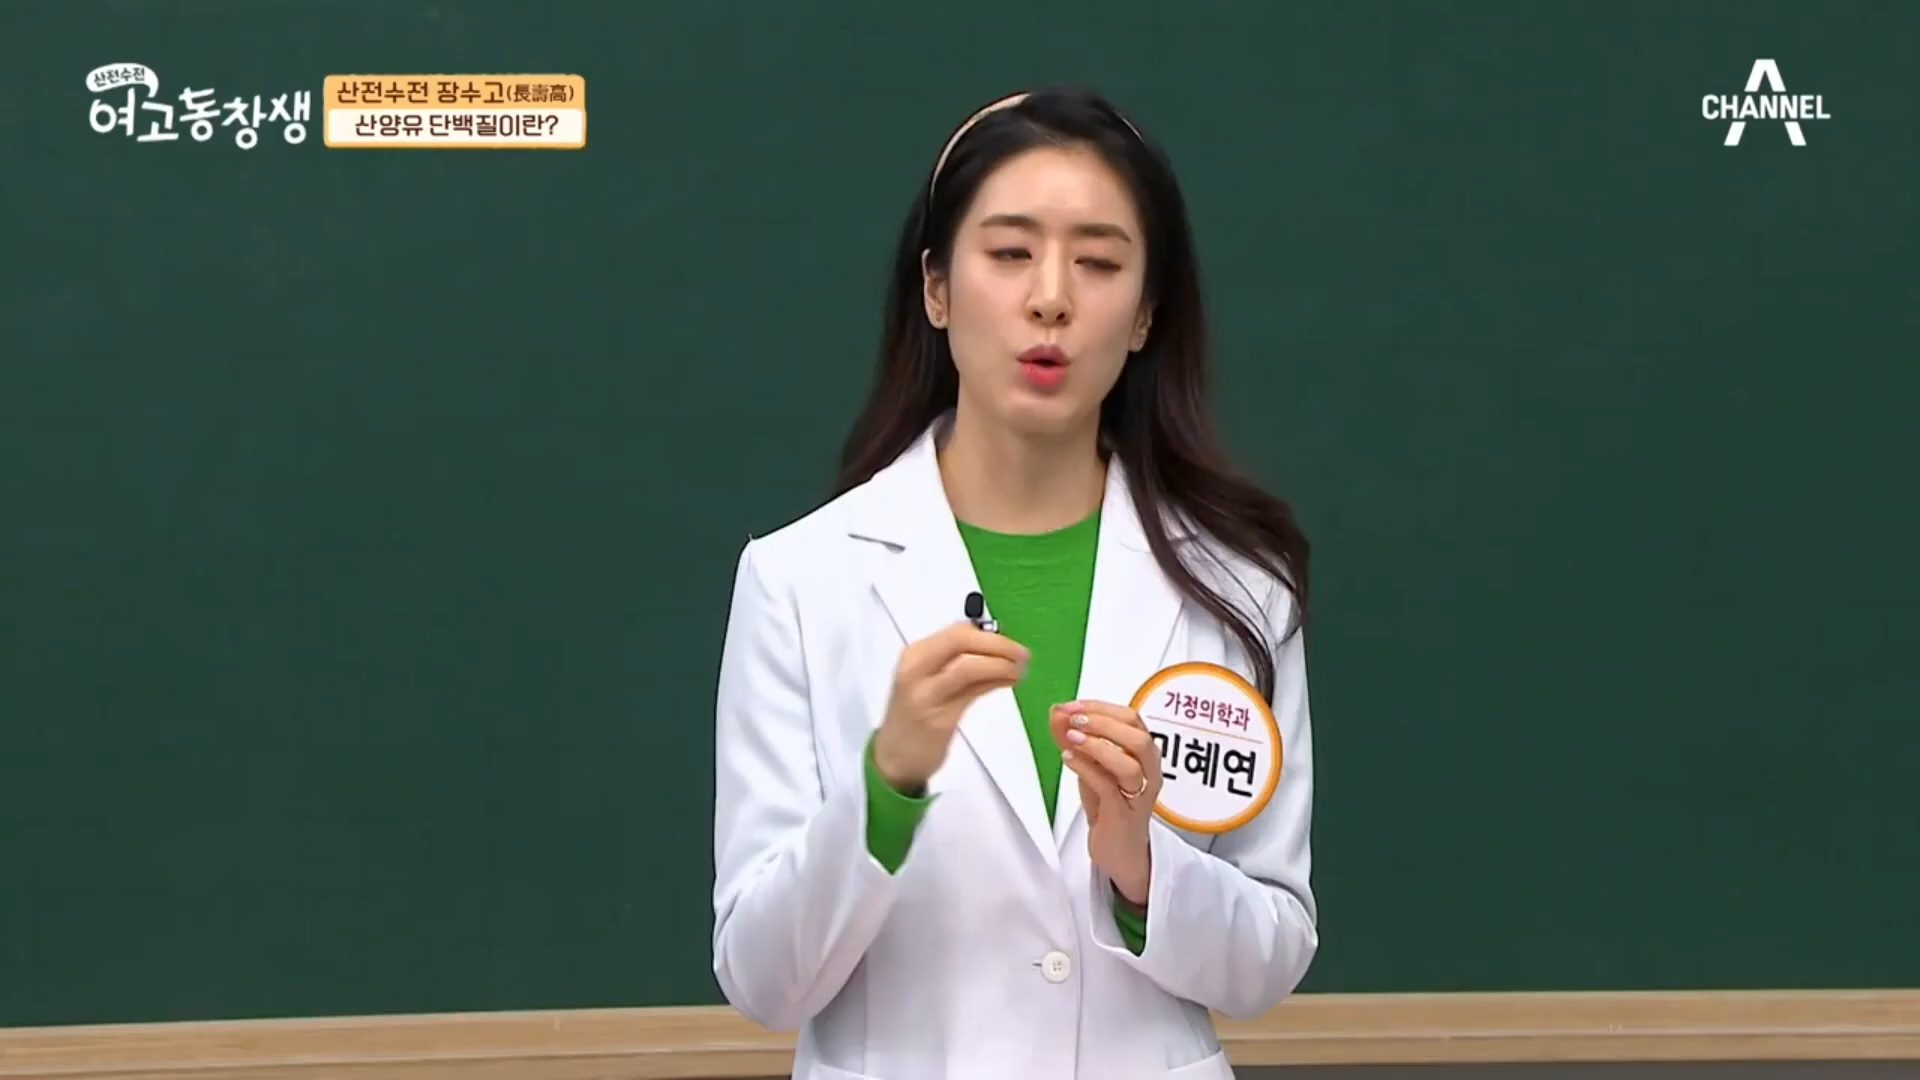 산전수전
여고동창생
산전수전 장수고(長壽高)
산양유 단백질이란?
CHANNEL A
가정의학과
민혜연